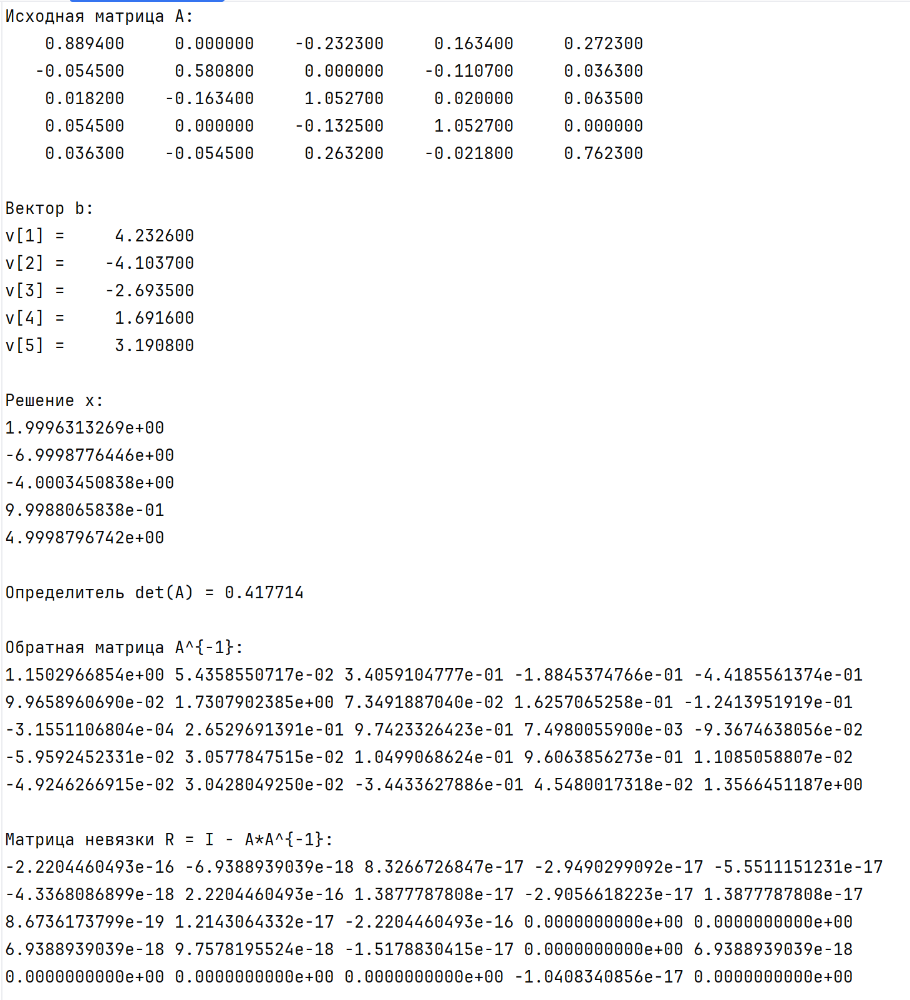 Исходная матрица A:
0.889400 0.000000 -0.232300 0.163400 0.272300
-0.054500 0.580800 0.000000 -0.110700 0.036300
0.018200 -0.163400 1.052700 0.020000 0.063500
0.054500 0.000000 -0.132500 1.052700 0.000000
0.036300 -0.054500 0.263200 -0.021800 0.762300
Вектор b:
v[1] = 4.232600
v[2] = -4.103700
v[3] = -2.693500
v[4] = 1.691600
v[5] = 3.190800
Решение x:
1.9996313269e+00
-6.9998776446e+00
-4.0003450838e+00
9.9988065838e-01
4.9998796742e+00
Определитель det(A) = 0.417714
Обратная матрица A^{-1}:
1.1502966854e+00 5.4358550717e-02 3.4059104777e-01 -1.8845374766e-01 -4.4185561374e-01
9.9658960690e-02 1.7307902385e+00 7.3491887040e-02 1.6257065258e-01 -1.2413951919e-01
-3.1551106804e-04 2.6529691391e-01 9.7423326423e-01 7.4980055900e-03 -9.3674638056e-02
-5.9592452331e-02 3.0577847515e-02 1.0499068624e-01 9.6063856273e-01 1.1085058807e-02
-4.9246266915e-02 3.0428049250e-02 -3.4433627886e-01 4.5480017318e-02 1.3566451187e+00
Матрица невязки R = I - A*A^{-1}:
-2.2204460493e-16 -6.9388939039e-18 8.3266726847e-17 -2.9490299092e-17 -5.5511151231e-17
-4.3368086899e-18 2.2204460493e-16 1.3877787808e-17 -2.9056618223e-17 1.3877787808e-17
8.6736173799e-19 1.2143064332e-17 -2.2204460493e-16 0.0000000000e+00 0.0000000000e+00
6.9388939039e-18 9.7578195524e-18 -1.5178830415e-17 0.0000000000e+00 6.9388939039e-18
0.0000000000e+00 0.0000000000e+00 0.0000000000e+00 -1.0408340856e-17 0.0000000000e+00